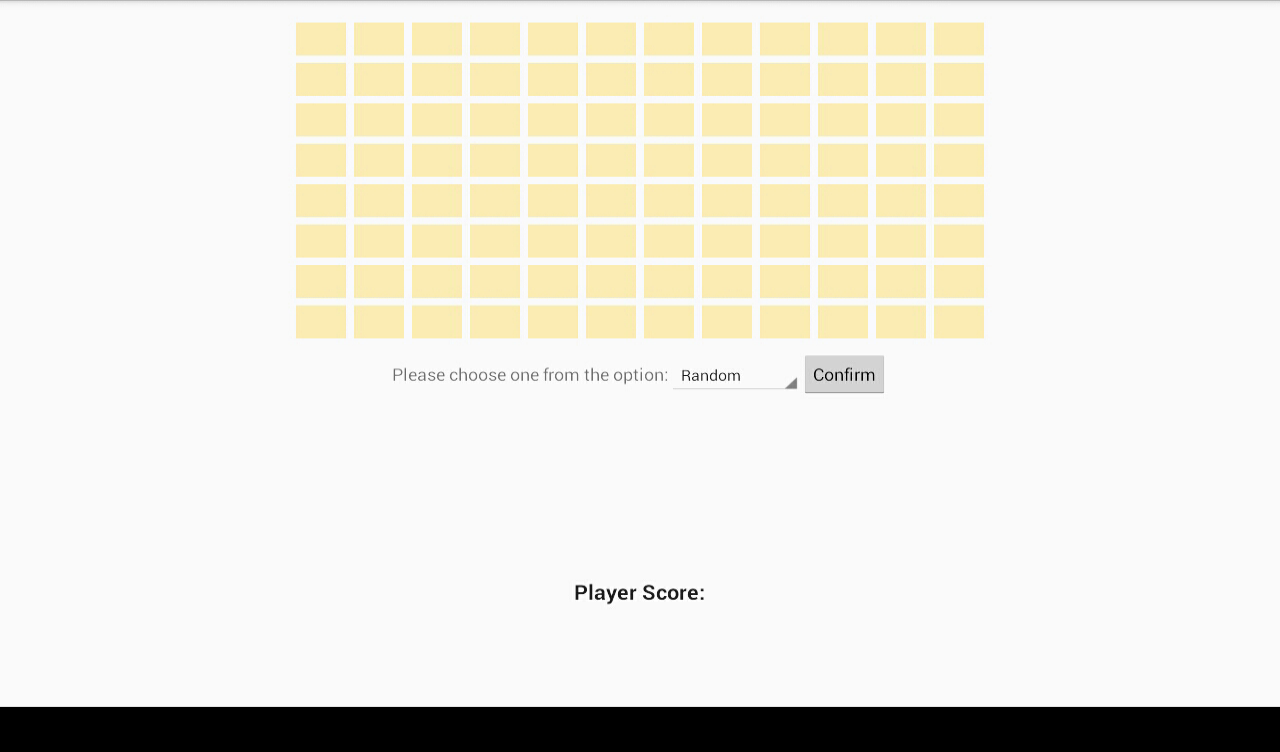 Please choose one from the option: Random Confirm
Player Score: